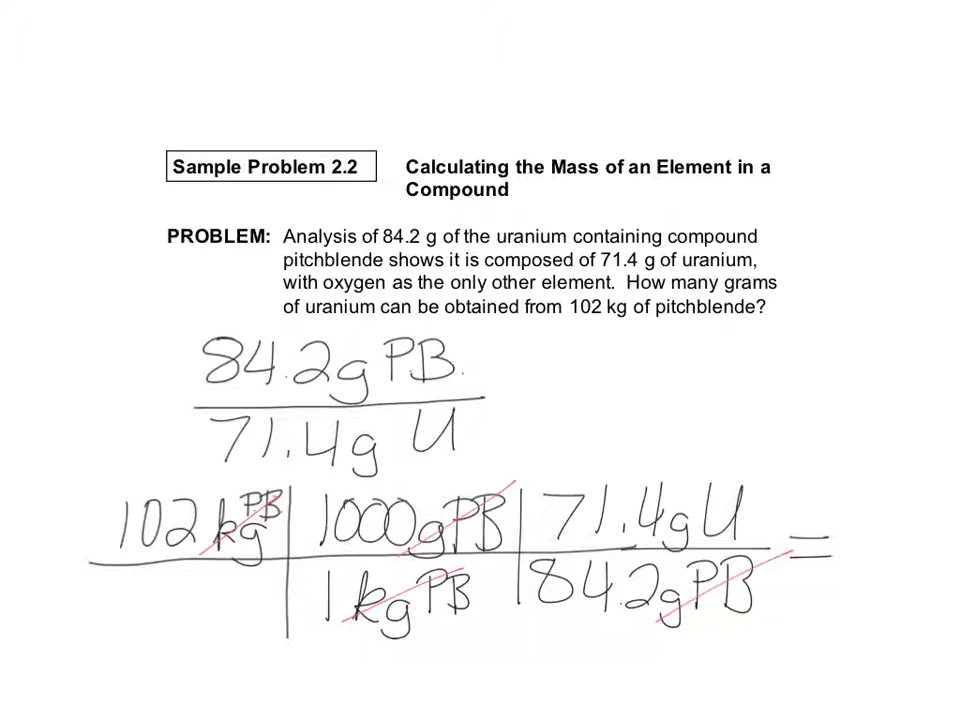 Sample Problem 2.2
Calculating the Mass of an Element in a
Compound
PROBLEM: Analysis of 84.2 g of the uranium containing compound
pitchblende shows it is composed of 71.4 g of uranium,
with oxygen as the only other element. How many grams
of uranium can be obtained from 102 kg of pitchblende?
84.2g PB.
71.4g U
102 kg PB | 1000g PB | 71.4g U =
1 kg PB | 84.2g PB